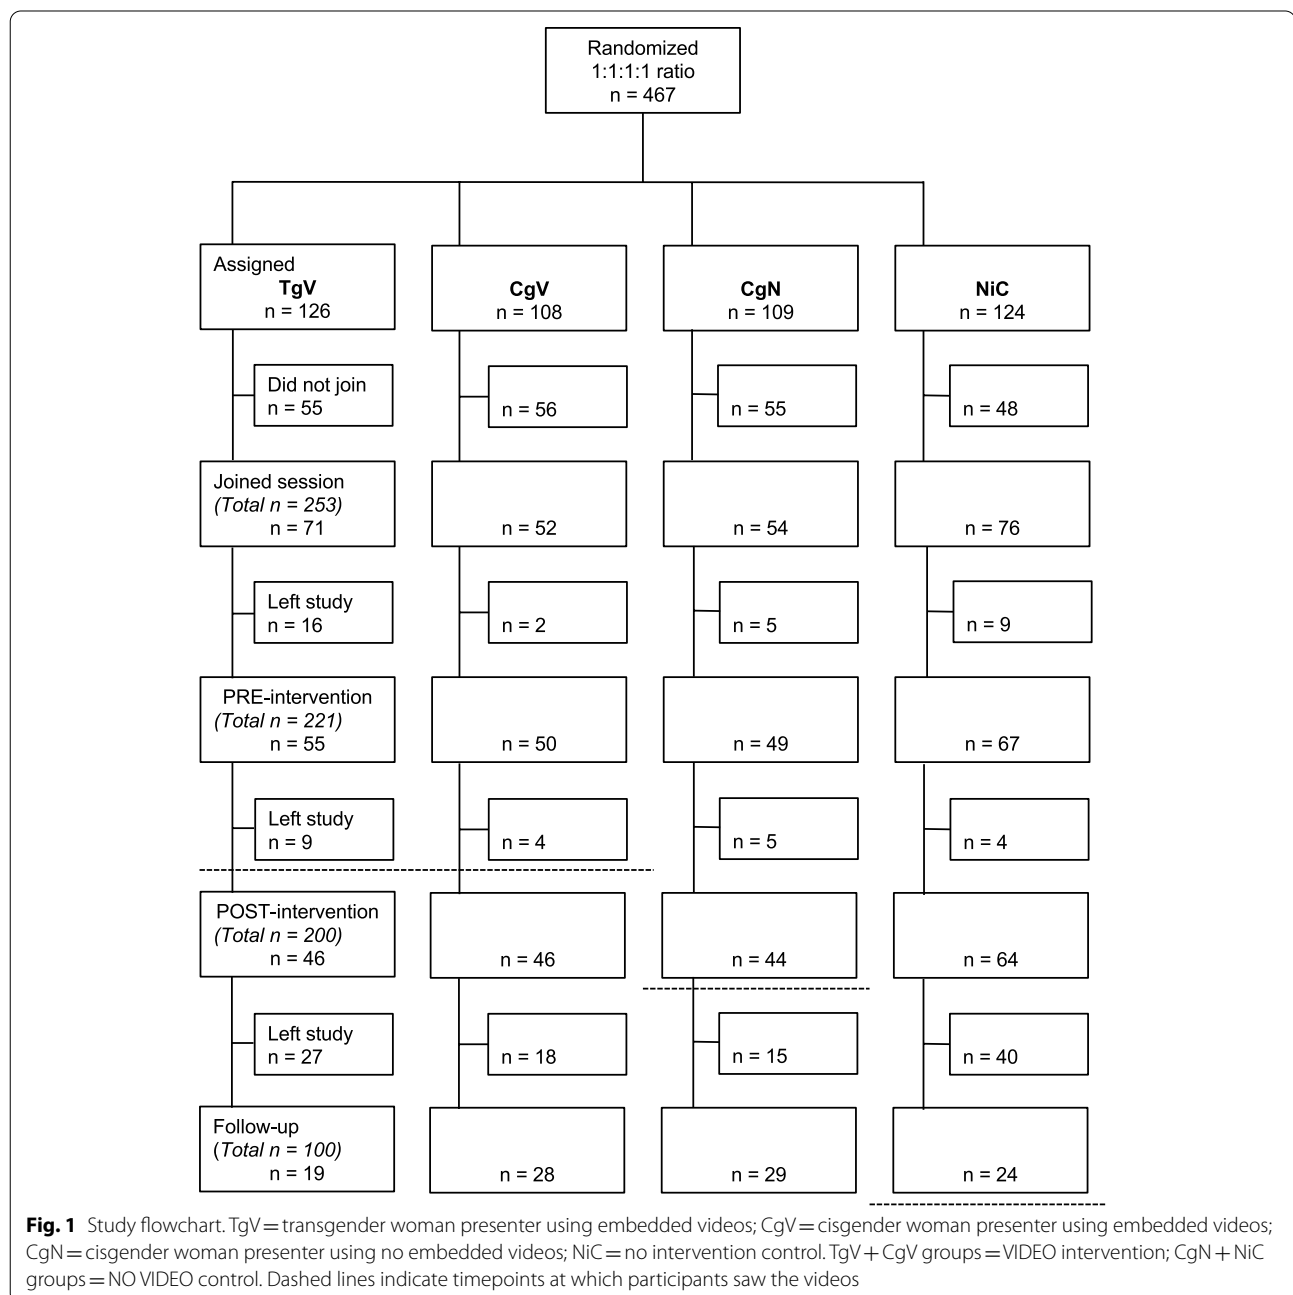 Randomized
1:1:1:1 ratio
n = 467
Assigned
TgV
n = 126
CgV
n = 108
CgN
n = 109
NiC
n = 124
Did not join
n = 55
n = 56
n = 55
n = 48
Joined session
(Total n = 253)
n = 71
n = 52
n = 54
n = 76
Left study
n = 16
n = 2
n = 5
n = 9
PRE-intervention
(Total n = 221)
n = 55
n = 50
n = 49
n = 67
Left study
n = 9
n = 4
n = 5
n = 4
POST-intervention
(Total n = 200)
n = 46
n = 46
n = 44
n = 64
Left study
n = 27
n = 18
n = 15
n = 40
Follow-up
(Total n = 100)
n = 19
n = 28
n = 29
n = 24
Fig. 1 Study flowchart. TgV = transgender woman presenter using embedded videos; CgV = cisgender woman presenter using embedded videos;
CgN = cisgender woman presenter using no embedded videos; NiC = no intervention control. TgV + CgV groups = VIDEO intervention; CgN + NiC
groups = NO VIDEO control. Dashed lines indicate timepoints at which participants saw the videos